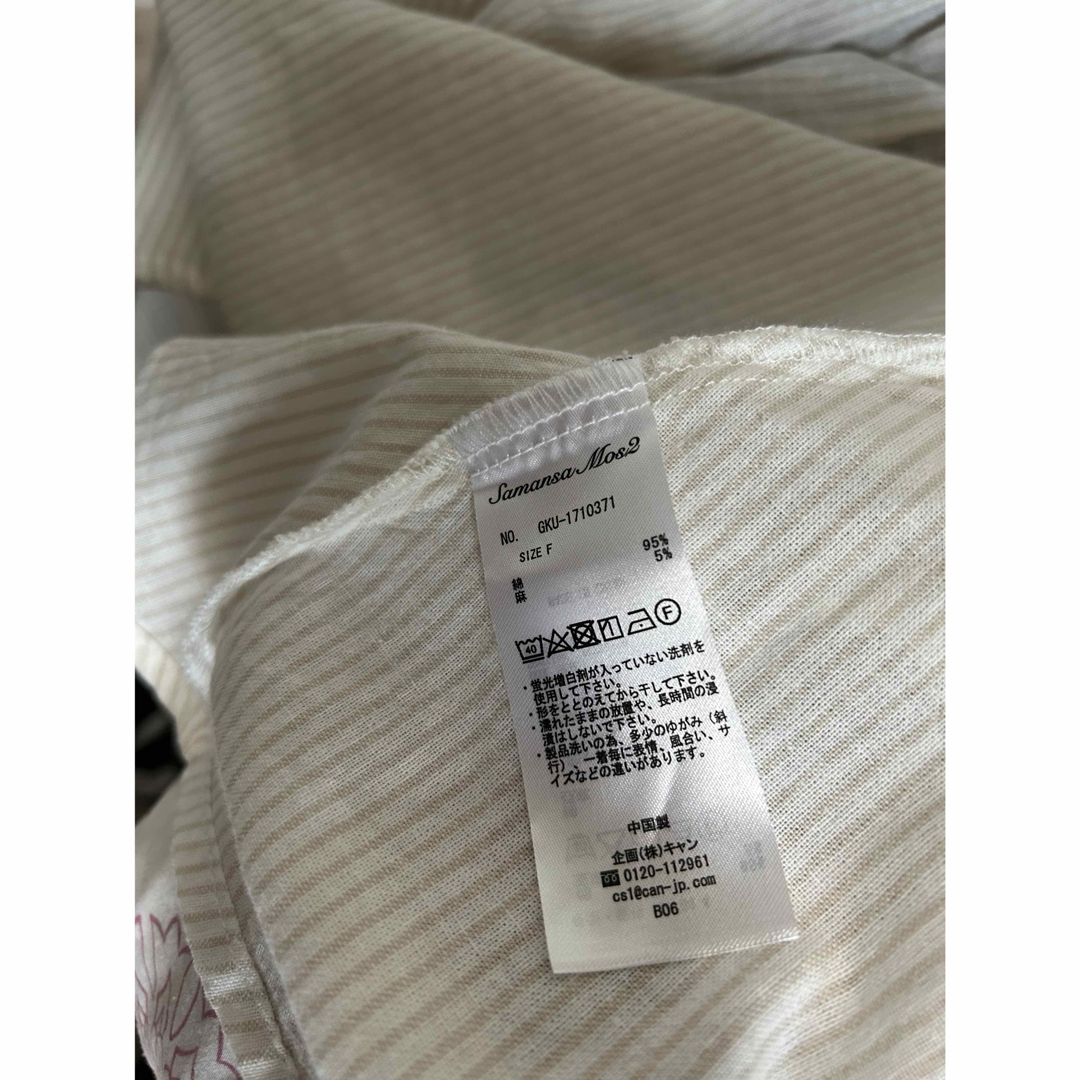 Samansa Mos2
NO. GKU-1710371
SIZE F
綿 95%
麻 5%
40 F
・蛍光増白剤が入っていない洗剤を
使用して下さい。
・形をととのえてから干して下さい。
・濡れたままの放置や、長時間の浸
漬はしないで下さい。
・製品洗いの為、多少のゆがみ（斜
行）、一着毎に表情、風合い、サ
イズなどの違いがあります。
中国製
企画(株)キャン
0120-112961
cs1@can-jp.com
B06